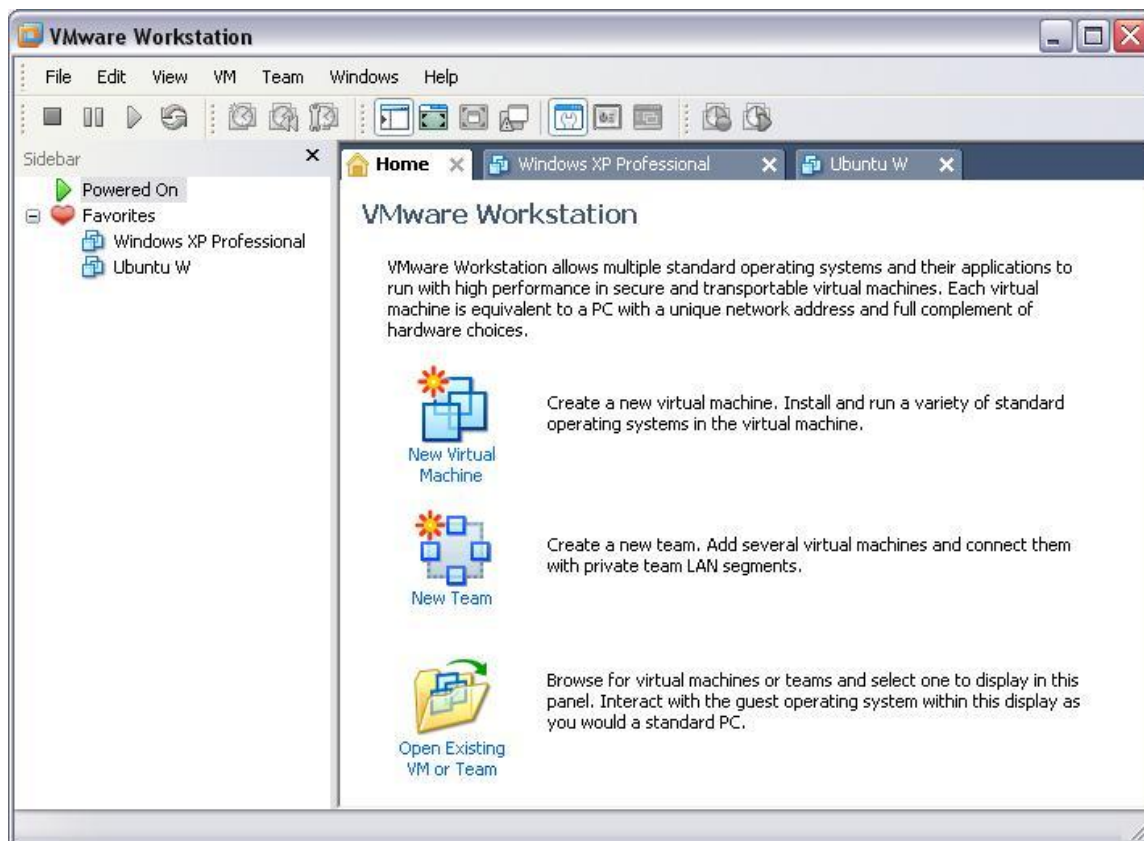 VMware Workstation
File Edit View VM Team Windows Help
Sidebar
Powered On
Favorites
Windows XP Professional
Ubuntu W
Home
Windows XP Professional
Ubuntu W
VMware Workstation
VMware Workstation allows multiple standard operating systems and their applications to
run with high performance in secure and transportable virtual machines. Each virtual
machine is equivalent to a PC with a unique network address and full complement of
hardware choices.
New Virtual
Machine
Create a new virtual machine. Install and run a variety of standard
operating systems in the virtual machine.
New Team
Create a new team. Add several virtual machines and connect them
with private team LAN segments.
Open Existing
VM or Team
Browse for virtual machines or teams and select one to display in this
panel. Interact with the guest operating system within this display as
you would a standard PC.